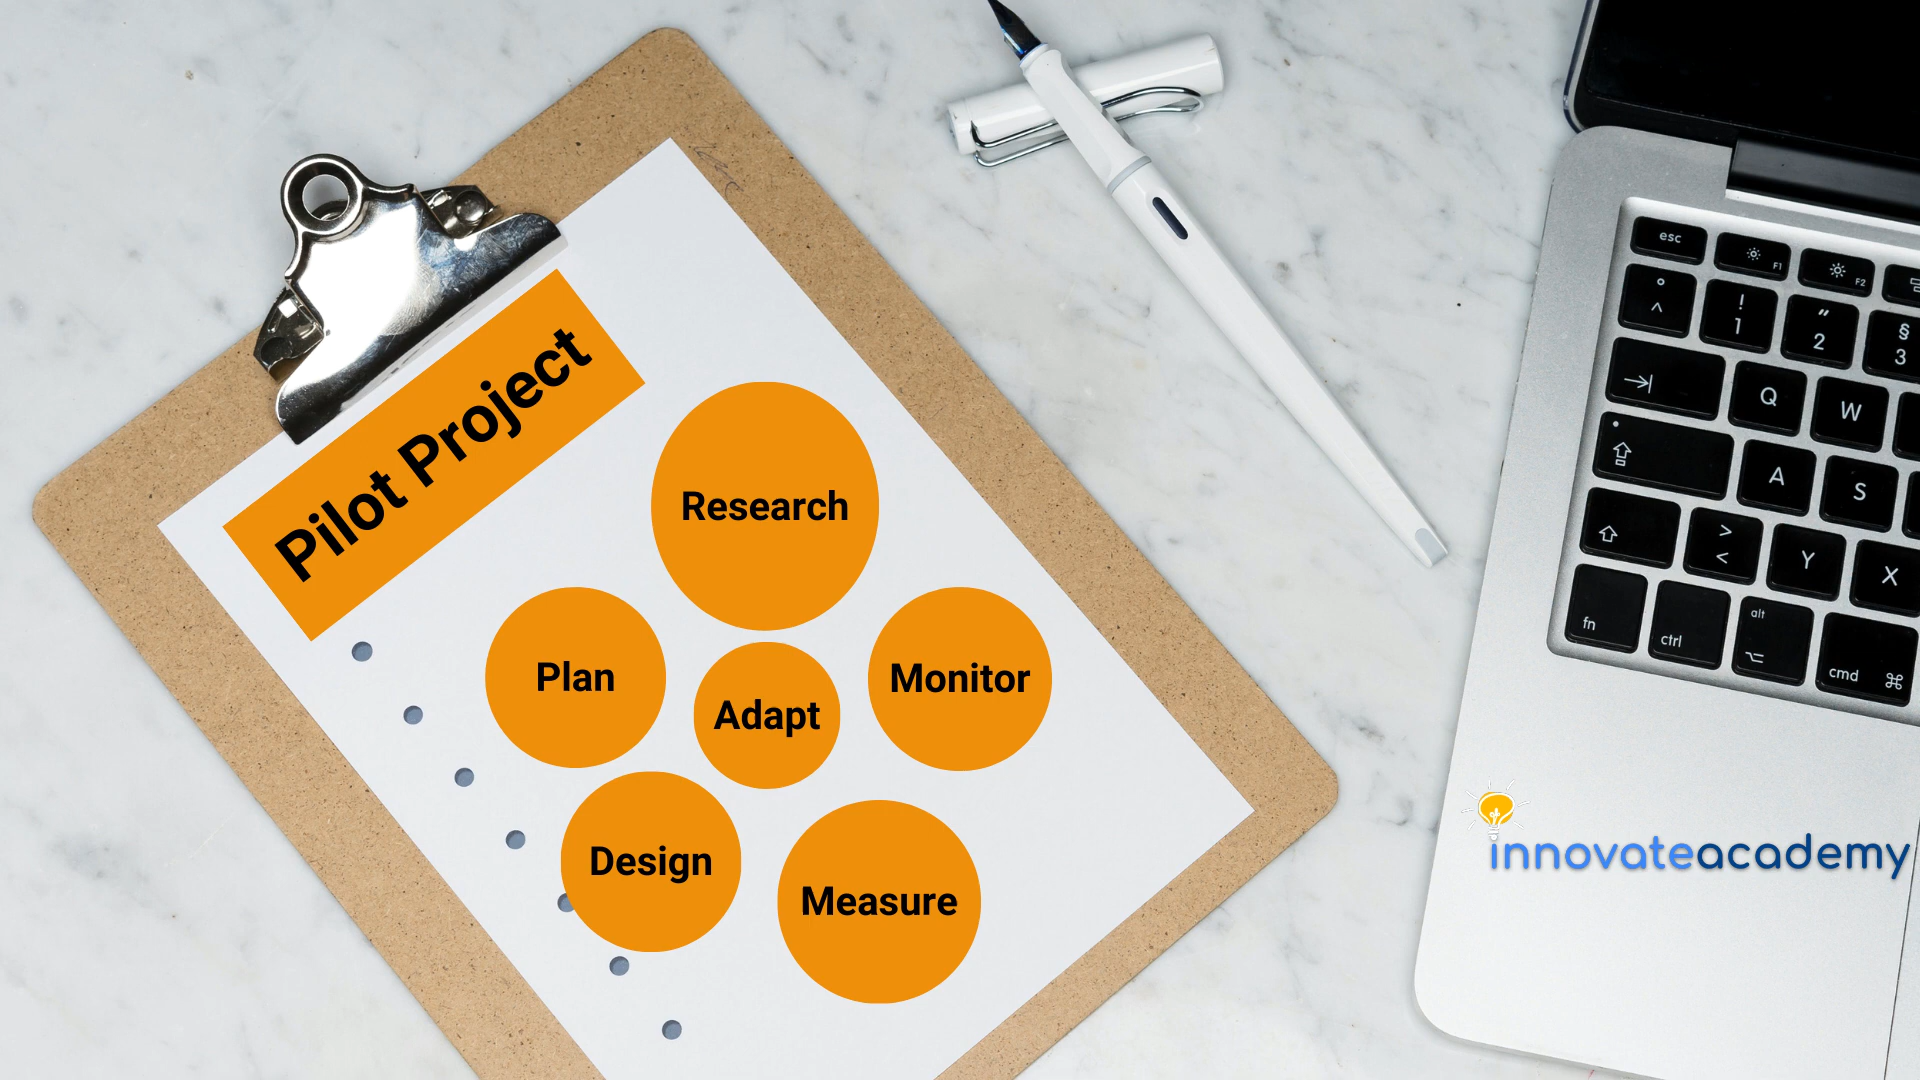 Pilot Project
Research
Plan
Adapt
Monitor
Design
Measure
innovateacademy
esc
F1
F2
°
^
!
1
"
2
§
3
Q
W
A
S
>
<
Y
X
fn
ctrl
alt
cmd